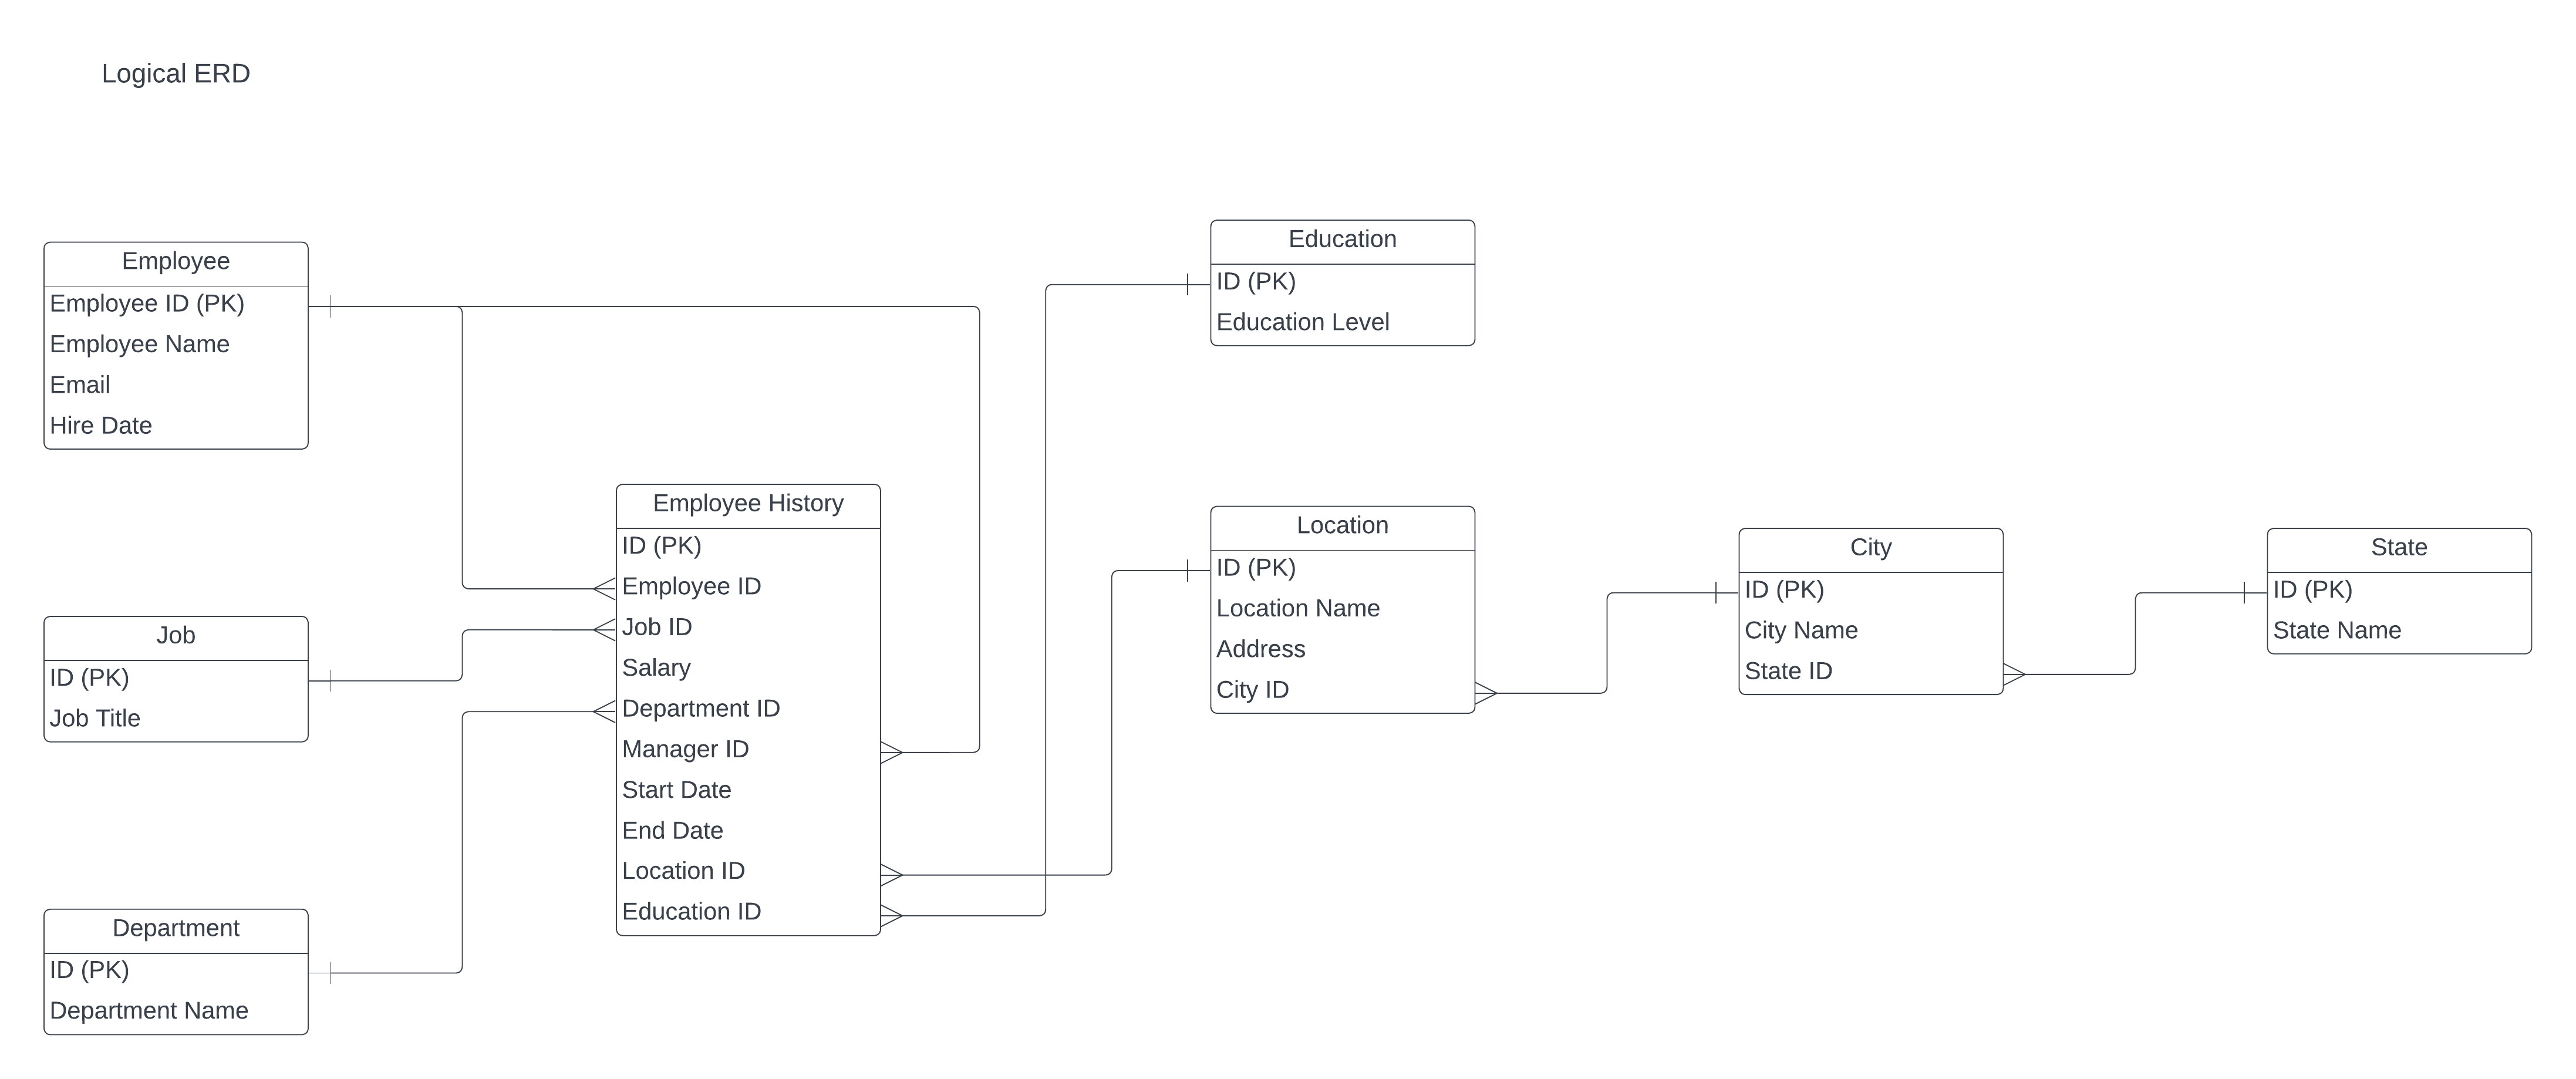 Logical ERD
Employee
Employee ID (PK)
Employee Name
Email
Hire Date
Job
ID (PK)
Job Title
Department
ID (PK)
Department Name
Employee History
ID (PK)
Employee ID
Job ID
Salary
Department ID
Manager ID
Start Date
End Date
Location ID
Education ID
Education
ID (PK)
Education Level
Location
ID (PK)
Location Name
Address
City ID
City
ID (PK)
City Name
State ID
State
ID (PK)
State Name